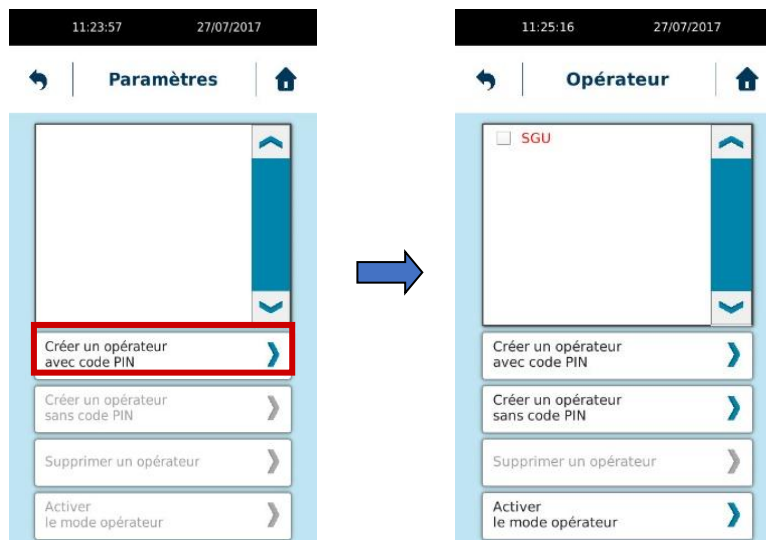 11:23:57 27/07/2017
Paramètres
Créer un opérateur
avec code PIN
Créer un opérateur
sans code PIN
Supprimer un opérateur
Activer
le mode opérateur
11:25:16 27/07/2017
Opérateur
SGU
Créer un opérateur
avec code PIN
Créer un opérateur
sans code PIN
Supprimer un opérateur
Activer
le mode opérateur